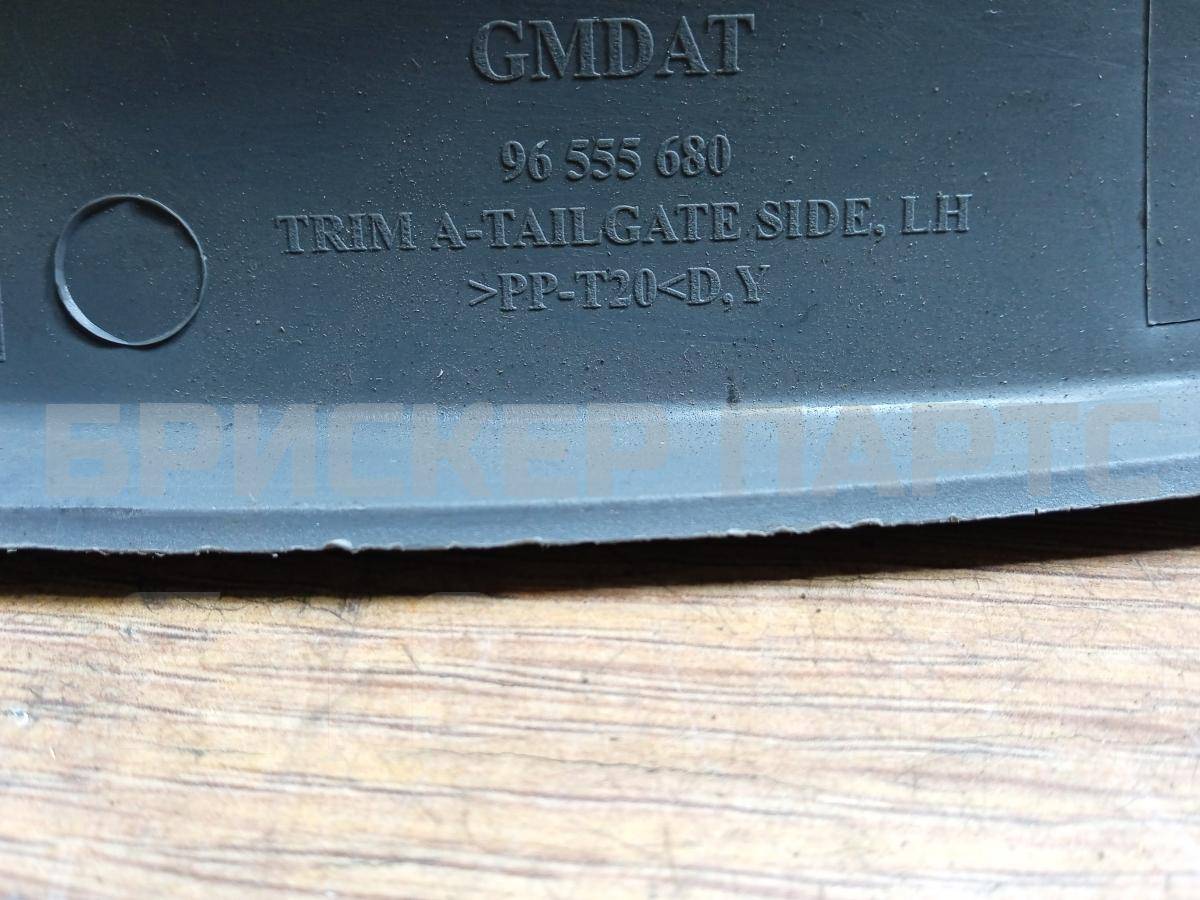 GMDAT
96 555 680
TRIM A-TAILGATE SIDE, LH
>PP-T20<D.Y
БРИСКЕР ПАРТС